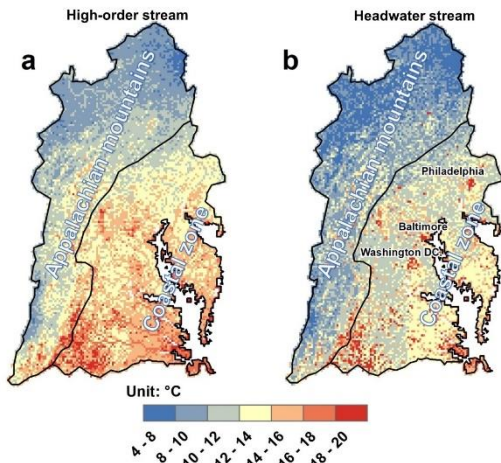 High-order stream
Headwater stream
a
b
Appalachian mountains
Appalachian mountains
Philadelphia
Baltimore
Washington DC
Coastal zone
Coastal zone
Unit: °C
4 - 8
8 - 10
10 - 12
12 - 14
14 - 16
16 - 18
18 - 20